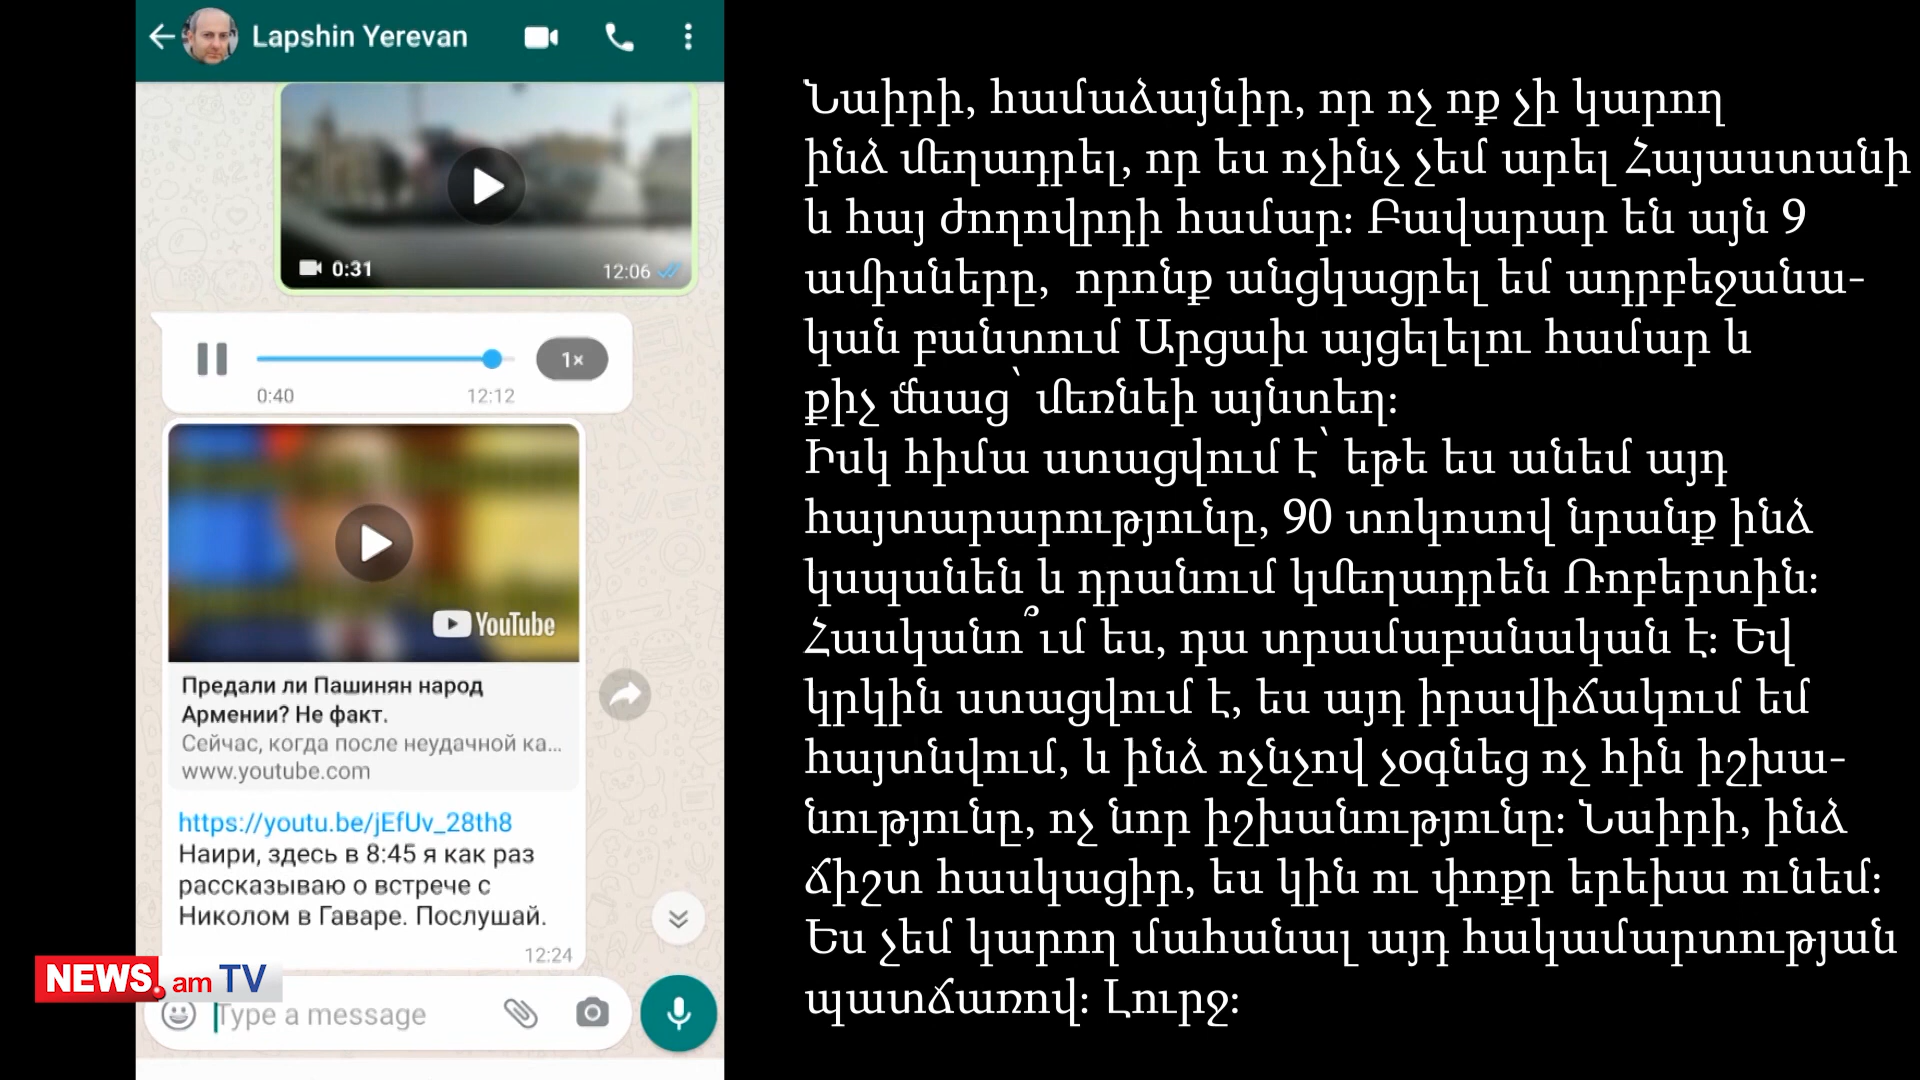 Lapshin Yerevan
0:31
12:06
1×
0:40
12:12
YouTube
Предали ли Пашинян народ
Армении? Не факт.
Сейчас, когда после неудачной ка...
www.youtube.com
https://youtu.be/jEfUv_28th8
Наири, здесь в 8:45 я как раз
рассказываю о встрече с
Николом в Гаваре. Послушай.
12:24
Type a message
NEWS.am TV
Նաիրի, համաձայնիր, որ ոչ ոք չի կարող
ինձ մեղադրել, որ ես ոչինչ չեմ արել Հայաստանի
և հայ ժողովրդի համար։ Բավարար են այն 9
ամիսները, որոնք անցկացրել եմ ադրբեջանա-
կան բանտում Արցախ այցելելու համար և
քիչ մնաց՝ մեռնեի այնտեղ։
Իսկ հիմա ստացվում է՝ եթե ես անեմ այդ
հայտարարությունը, 90 տոկոսով նրանք ինձ
կսպանեն և դրանում կմեղադրեն Ռոբերտին։
Հասկանո՞ւմ ես, դա տրամաբանական է։ Եվ
կրկին ստացվում է, ես այդ իրավիճակում եմ
հայտնվում, և ինձ ոչնչով չօգնեց ոչ հին իշխա-
նությունը, ոչ նոր իշխանությունը։ Նաիրի, ինձ
ճիշտ հասկացիր, ես կին ու փոքր երեխա ունեմ։
Ես չեմ կարող մահանալ այդ հակամարտության
պատճառով։ Լուրջ։